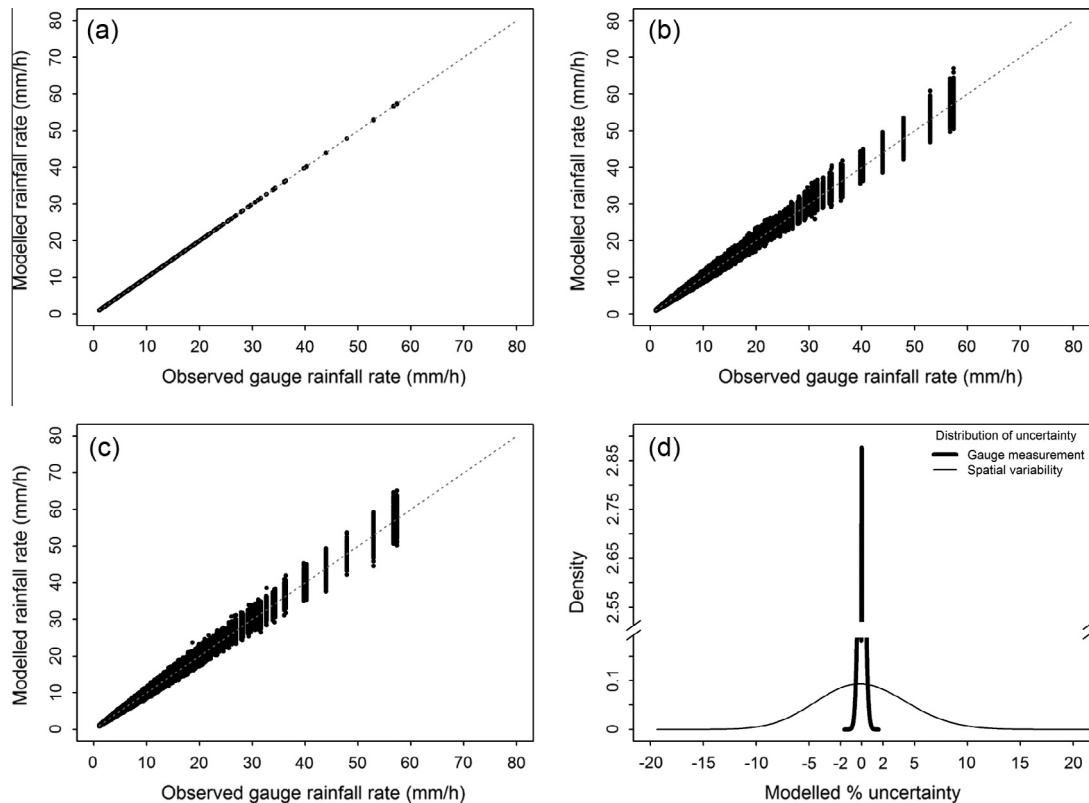 (a)
Modelled rainfall rate (mm/h)
0 10 20 30 40 50 60 70 80
0 10 20 30 40 50 60 70 80
Observed gauge rainfall rate (mm/h)
(b)
Modelled rainfall rate (mm/h)
0 10 20 30 40 50 60 70 80
0 10 20 30 40 50 60 70 80
Observed gauge rainfall rate (mm/h)
(c)
Modelled rainfall rate (mm/h)
0 10 20 30 40 50 60 70 80
0 10 20 30 40 50 60 70 80
Observed gauge rainfall rate (mm/h)
(d)
Distribution of uncertainty
Gauge measurement
Spatial variability
Density
0 0.1 2.55 2.65 2.75 2.85
-20 -15 -10 -5 -2 0 2 5 10 15 20
Modelled % uncertainty